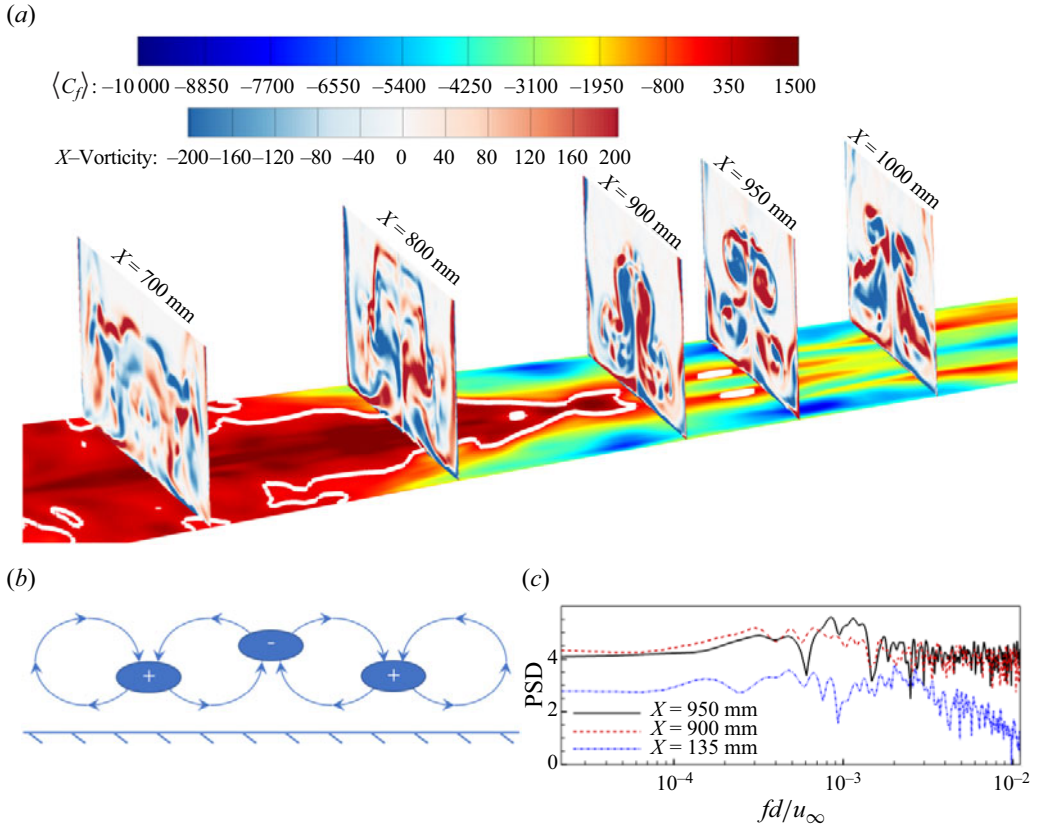 (a)
⟨C_f⟩: –10 000 –8850 –7700 –6550 –5400 –4250 –3100 –1950 –800 350 1500
X–Vorticity: –200 –160 –120 –80 –40 0 40 80 120 160 200
X = 700 mm
X = 800 mm
X = 900 mm
X = 950 mm
X = 1000 mm
(b)
+
-
+
(c)
PSD
4
2
0
X = 950 mm
X = 900 mm
X = 135 mm
10⁻⁴ 10⁻³ 10⁻²
fd/u∞